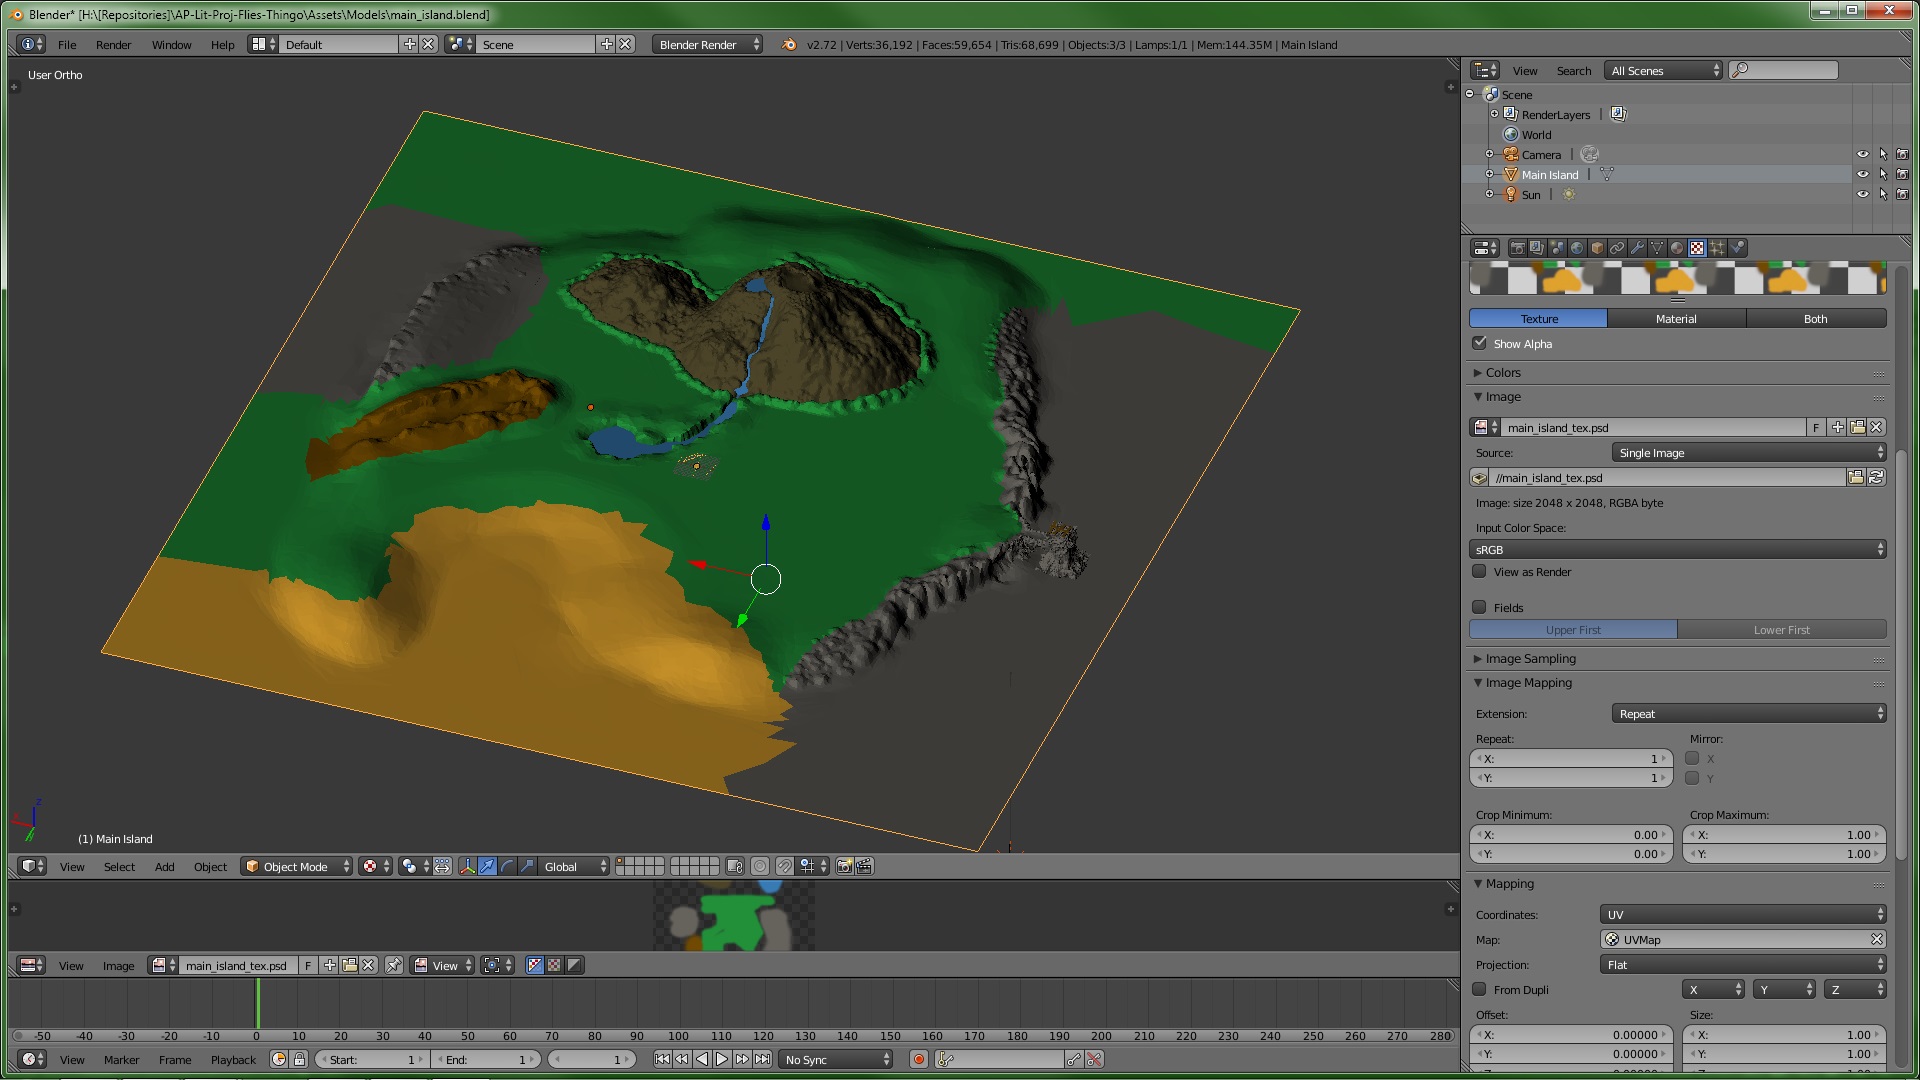 Blender* [H:\[Repositories]\AP-Lit-Proj-Flies-Thingo\Assets\Models\main_island.blend]
File Render Window Help Default Scene Blender Render v2.72 | Verts:36,192 | Faces:59,654 | Tris:68,699 | Objects:3/3 | Lamps:1/1 | Mem:144.35M | Main Island
User Ortho
(1) Main Island
View Select Add Object Object Mode Global
View Image main_island_tex.psd F View
-50 -40 -30 -20 -10 0 10 20 30 40 50 60 70 80 90 100 110 120 130 140 150 160 170 180 190 200 210 220 230 240 250 260 270 280
View Marker Frame Playback Start: 1 End: 1 1 No Sync
View Search All Scenes
Scene
RenderLayers |
World
Camera |
Main Island |
Sun |
Texture Material Both
Show Alpha
Colors
Image
main_island_tex.psd F
Source: Single Image
//main_island_tex.psd
Image: size 2048 x 2048, RGBA byte
Input Color Space:
sRGB
View as Render
Fields
Upper First Lower First
Image Sampling
Image Mapping
Extension: Repeat
Repeat: Mirror:
X: 1 X
Y: 1 Y
Crop Minimum: Crop Maximum:
X: 0.00 X: 1.00
Y: 0.00 Y: 1.00
Mapping
Coordinates: UV
Map: UVMap
Projection: Flat
From Dupli X Y Z
Offset: Size:
X: 0.00000 X: 1.00
Y: 0.00000 Y: 1.00